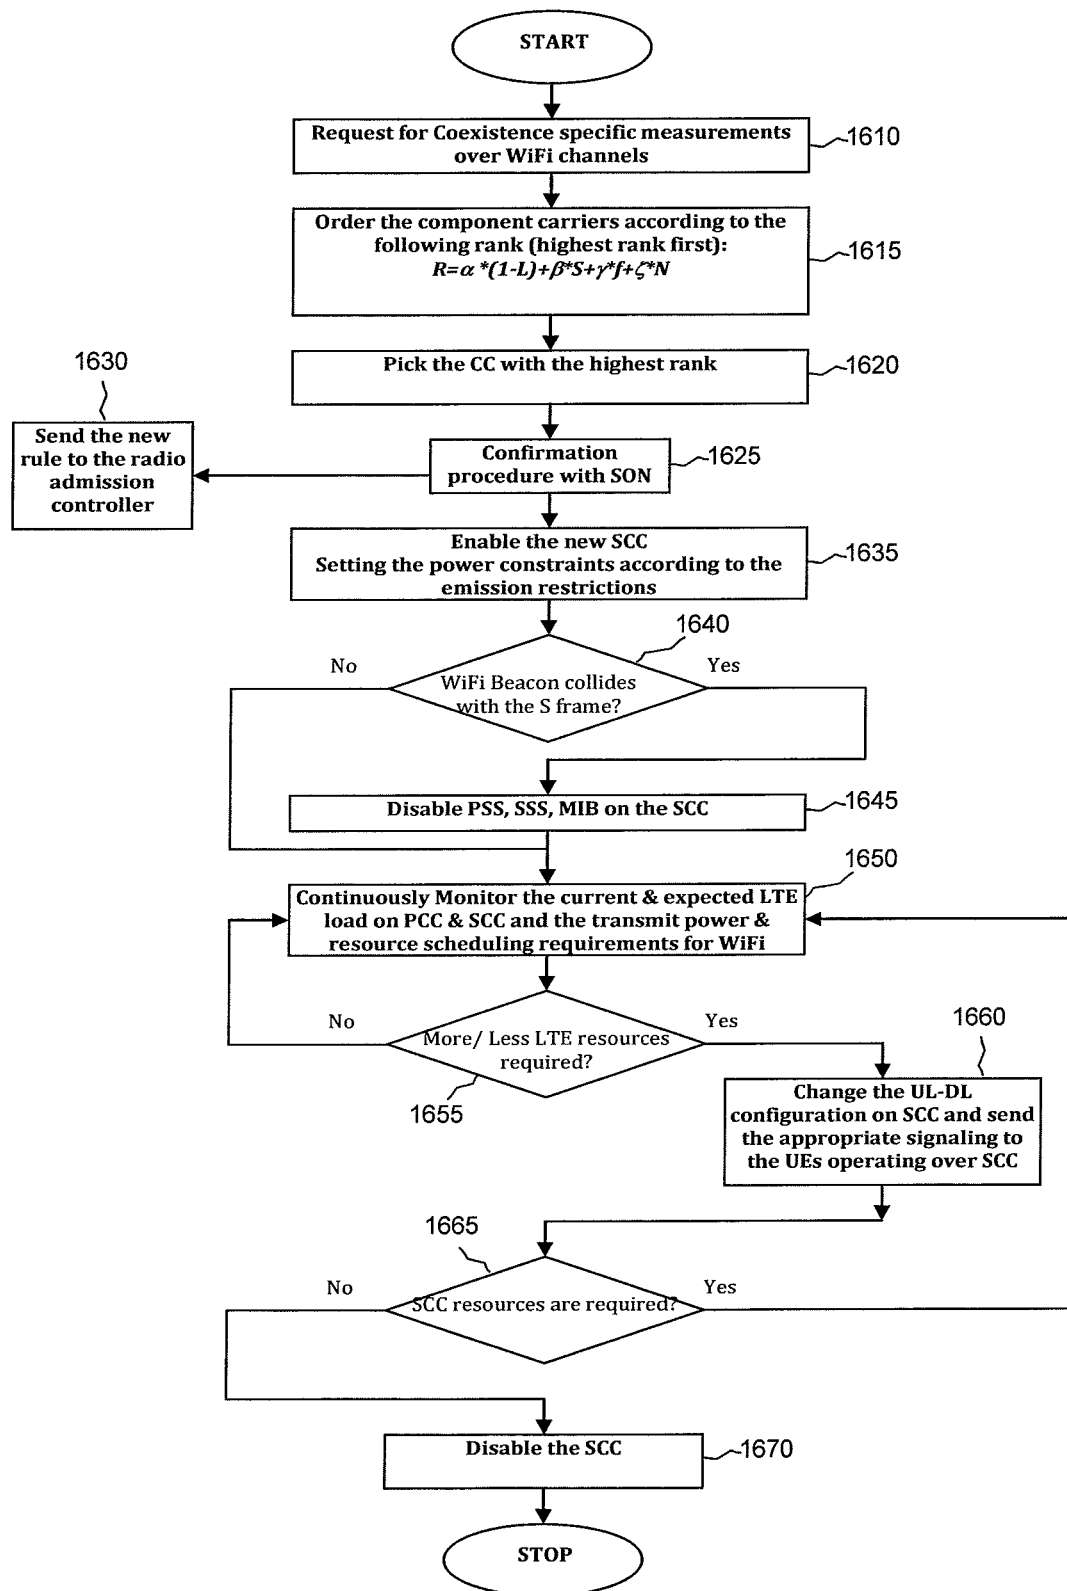 START
Request for Coexistence specific measurements
over WiFi channels
1610
Order the component carriers according to the
following rank (highest rank first):
R=α *(1-L)+β*S+γ*f+ζ*N
1615
Pick the CC with the highest rank
1620
1630
Send the new
rule to the radio
admission
controller
Confirmation
procedure with SON
1625
Enable the new SCC
Setting the power constraints according to the
emission restrictions
1635
1640
No
Yes
WiFi Beacon collides
with the S frame?
Disable PSS, SSS, MIB on the SCC
1645
1650
Continuously Monitor the current & expected LTE
load on PCC & SCC and the transmit power &
resource scheduling requirements for WiFi
No
Yes
More/ Less LTE resources
required?
1655
1660
Change the UL-DL
configuration on SCC and send
the appropriate signaling to
the UEs operating over SCC
1665
No
Yes
SCC resources are required?
Disable the SCC
1670
STOP